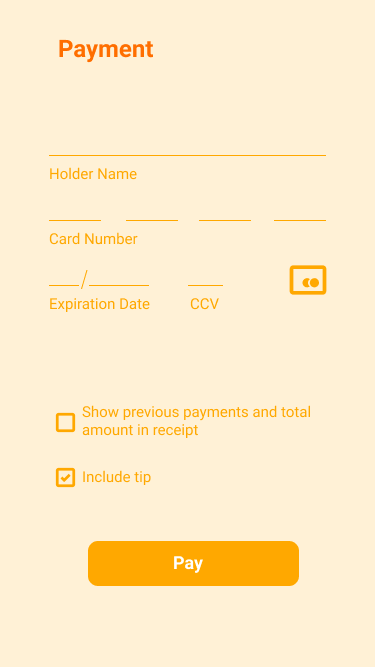 Payment
Holder Name
Card Number
/
Expiration Date CCV
Show previous payments and total
amount in receipt
Include tip
Pay